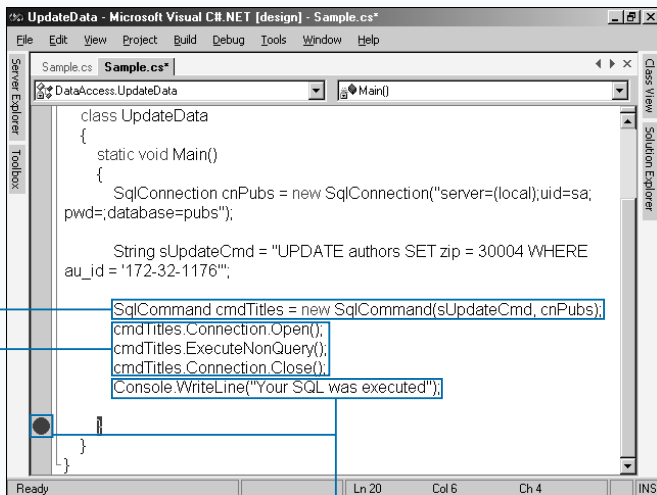 UpdateData - Microsoft Visual C#.NET [design] - Sample.cs*
File Edit View Project Build Debug Tools Window Help
Server Explorer
Toolbox
Sample.cs Sample.cs*
Class View
Solution Explorer
DataAccess.UpdateData Main()
class UpdateData
{
static void Main()
{
SqlConnection cnPubs = new SqlConnection("server=(local);uid=sa;
pwd=;database=pubs");
String sUpdateCmd = "UPDATE authors SET zip = 30004 WHERE
au_id = '172-32-1176'";
SqlCommand cmdTitles = new SqlCommand(sUpdateCmd, cnPubs);
cmdTitles.Connection.Open();
cmdTitles.ExecuteNonQuery();
cmdTitles.Connection.Close();
Console.WriteLine("Your SQL was executed");
}
}
}
Ready Ln 20 Col 6 Ch 4 INS